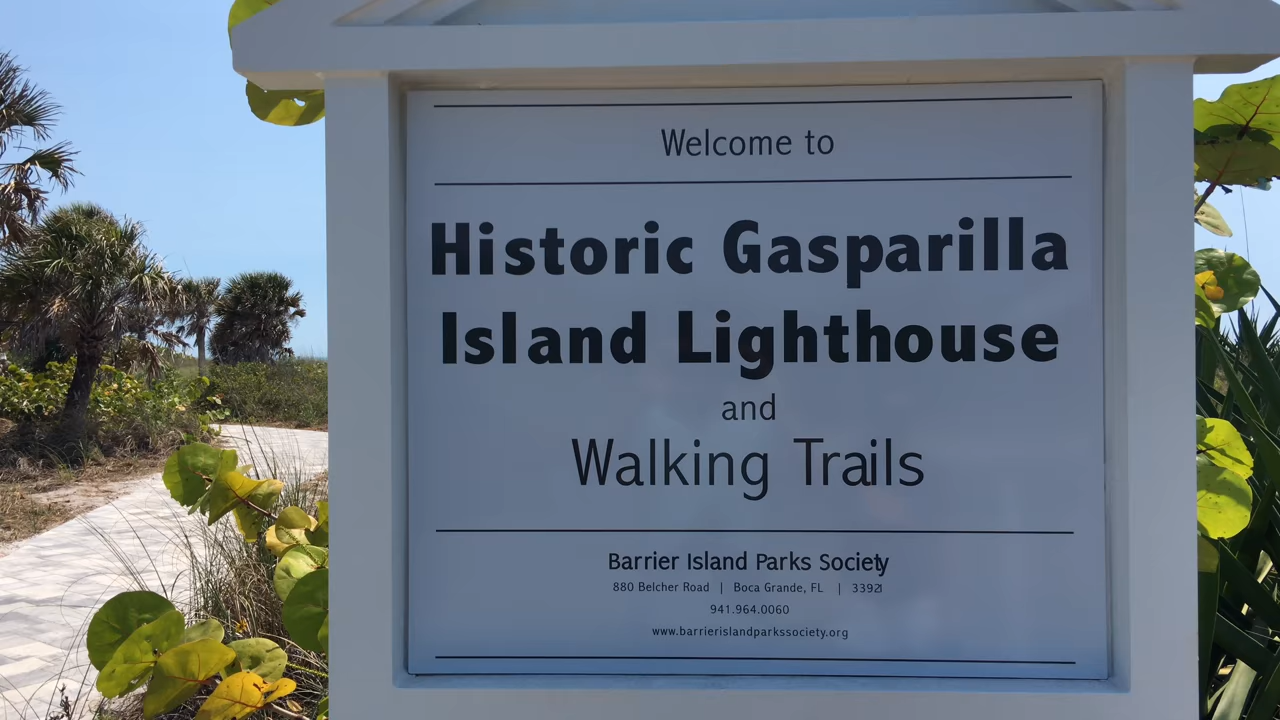 Welcome to
Historic Gasparilla
Island Lighthouse
and
Walking Trails
Barrier Island Parks Society
880 Belcher Road | Boca Grande, FL | 33921
941.964.0060
www.barrierislandparkssociety.org